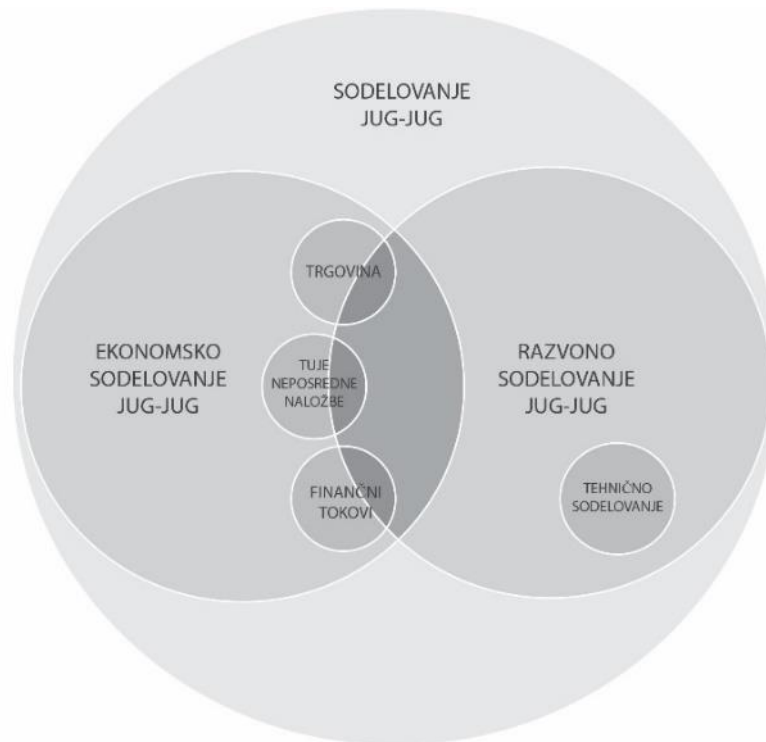 SODELOVANJE
JUG-JUG
TRGOVINA
EKONOMSKO
SODELOVANJE
JUG-JUG
TUJE
NEPOSREDNE
NALOŽBE
RAZVONO
SODELOVANJE
JUG-JUG
FINANČNI
TOKOVI
TEHNIČNO
SODELOVANJE